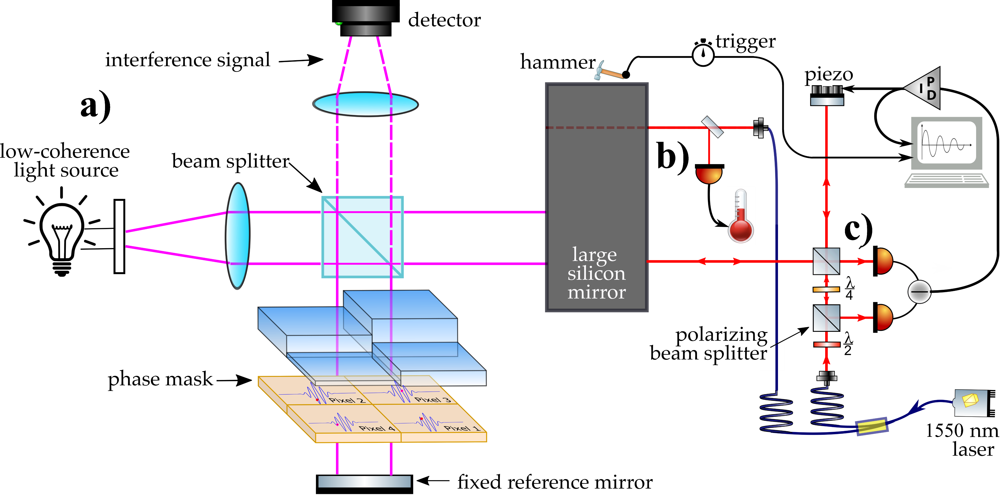 detector
interference signal
a)
low-coherence
light source
beam splitter
hammer
trigger
piezo
P
I
D
b)
c)
large
silicon
mirror
λ
4
polarizing
beam splitter
λ
2
phase mask
Pixel 2
Pixel 3
Pixel 4
Pixel 1
1550 nm
laser
fixed reference mirror